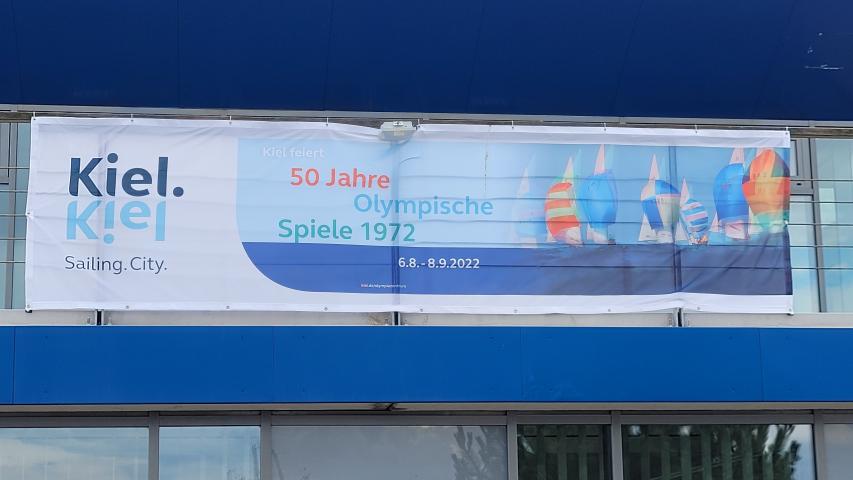 Kiel.
Kiel
Sailing.City.
Kiel feiert
50 Jahre
Olympische
Spiele 1972
6.8. - 8.9.2022